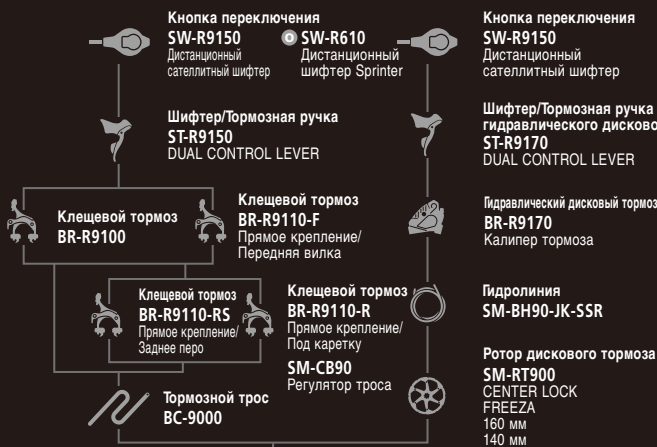 Кнопка переключения
SW-R9150
Дистанционный
сателлитный шифтер
O SW-R610
Дистанционный
шифтер Sprinter
Кнопка переключения
SW-R9150
Дистанционный
сателлитный шифтер
Шифтер/Тормозная ручка
ST-R9150
DUAL CONTROL LEVER
Шифтер/Тормозная ручка
гидравлического дисково
ST-R9170
DUAL CONTROL LEVER
Клещевой тормоз
BR-R9100
Клещевой тормоз
BR-R9110-F
Прямое крепление/
Передняя вилка
Гидравлический дисковый тормоз
BR-R9170
Калипер тормоза
Клещевой тормоз
BR-R9110-RS
Прямое крепление/
Заднее перо
Клещевой тормоз
BR-R9110-R
Прямое крепление/
Под каретку
SM-CB90
Регулятор троса
Гидролиния
SM-BH90-JK-SSR
Тормозной трос
BC-9000
Ротор дискового тормоза
SM-RT900
CENTER LOCK
FREEZA
160 мм
140 мм